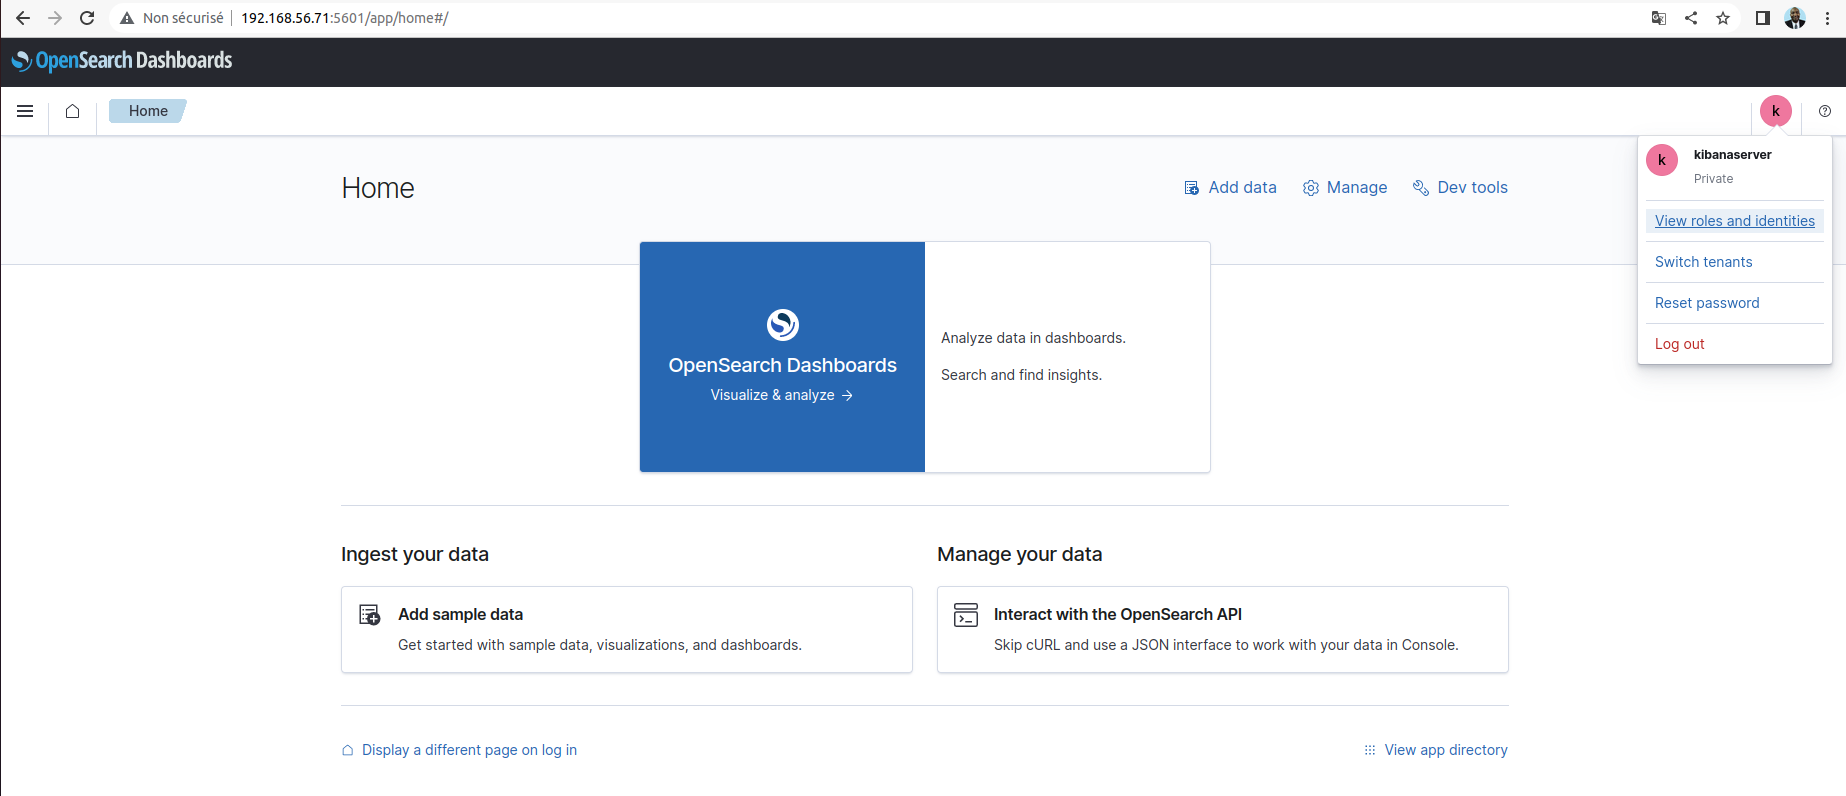 Non sécurisé 192.168.56.71:5601/app/home#/
OpenSearch Dashboards
Home
k
k
kibanaserver
Private
View roles and identities
Switch tenants
Reset password
Log out
Home
Add data
Manage
Dev tools
OpenSearch Dashboards
Visualize & analyze →
Analyze data in dashboards.
Search and find insights.
Ingest your data
Add sample data
Get started with sample data, visualizations, and dashboards.
Manage your data
Interact with the OpenSearch API
Skip cURL and use a JSON interface to work with your data in Console.
Display a different page on log in
View app directory